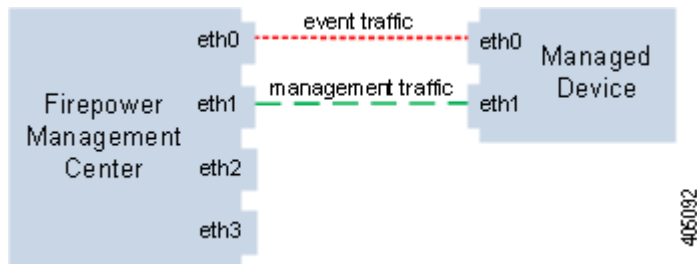 event traffic
eth0
eth0
Managed
Device
management traffic
eth1
eth1
Firepower
Management
Center
eth2
eth3
405092